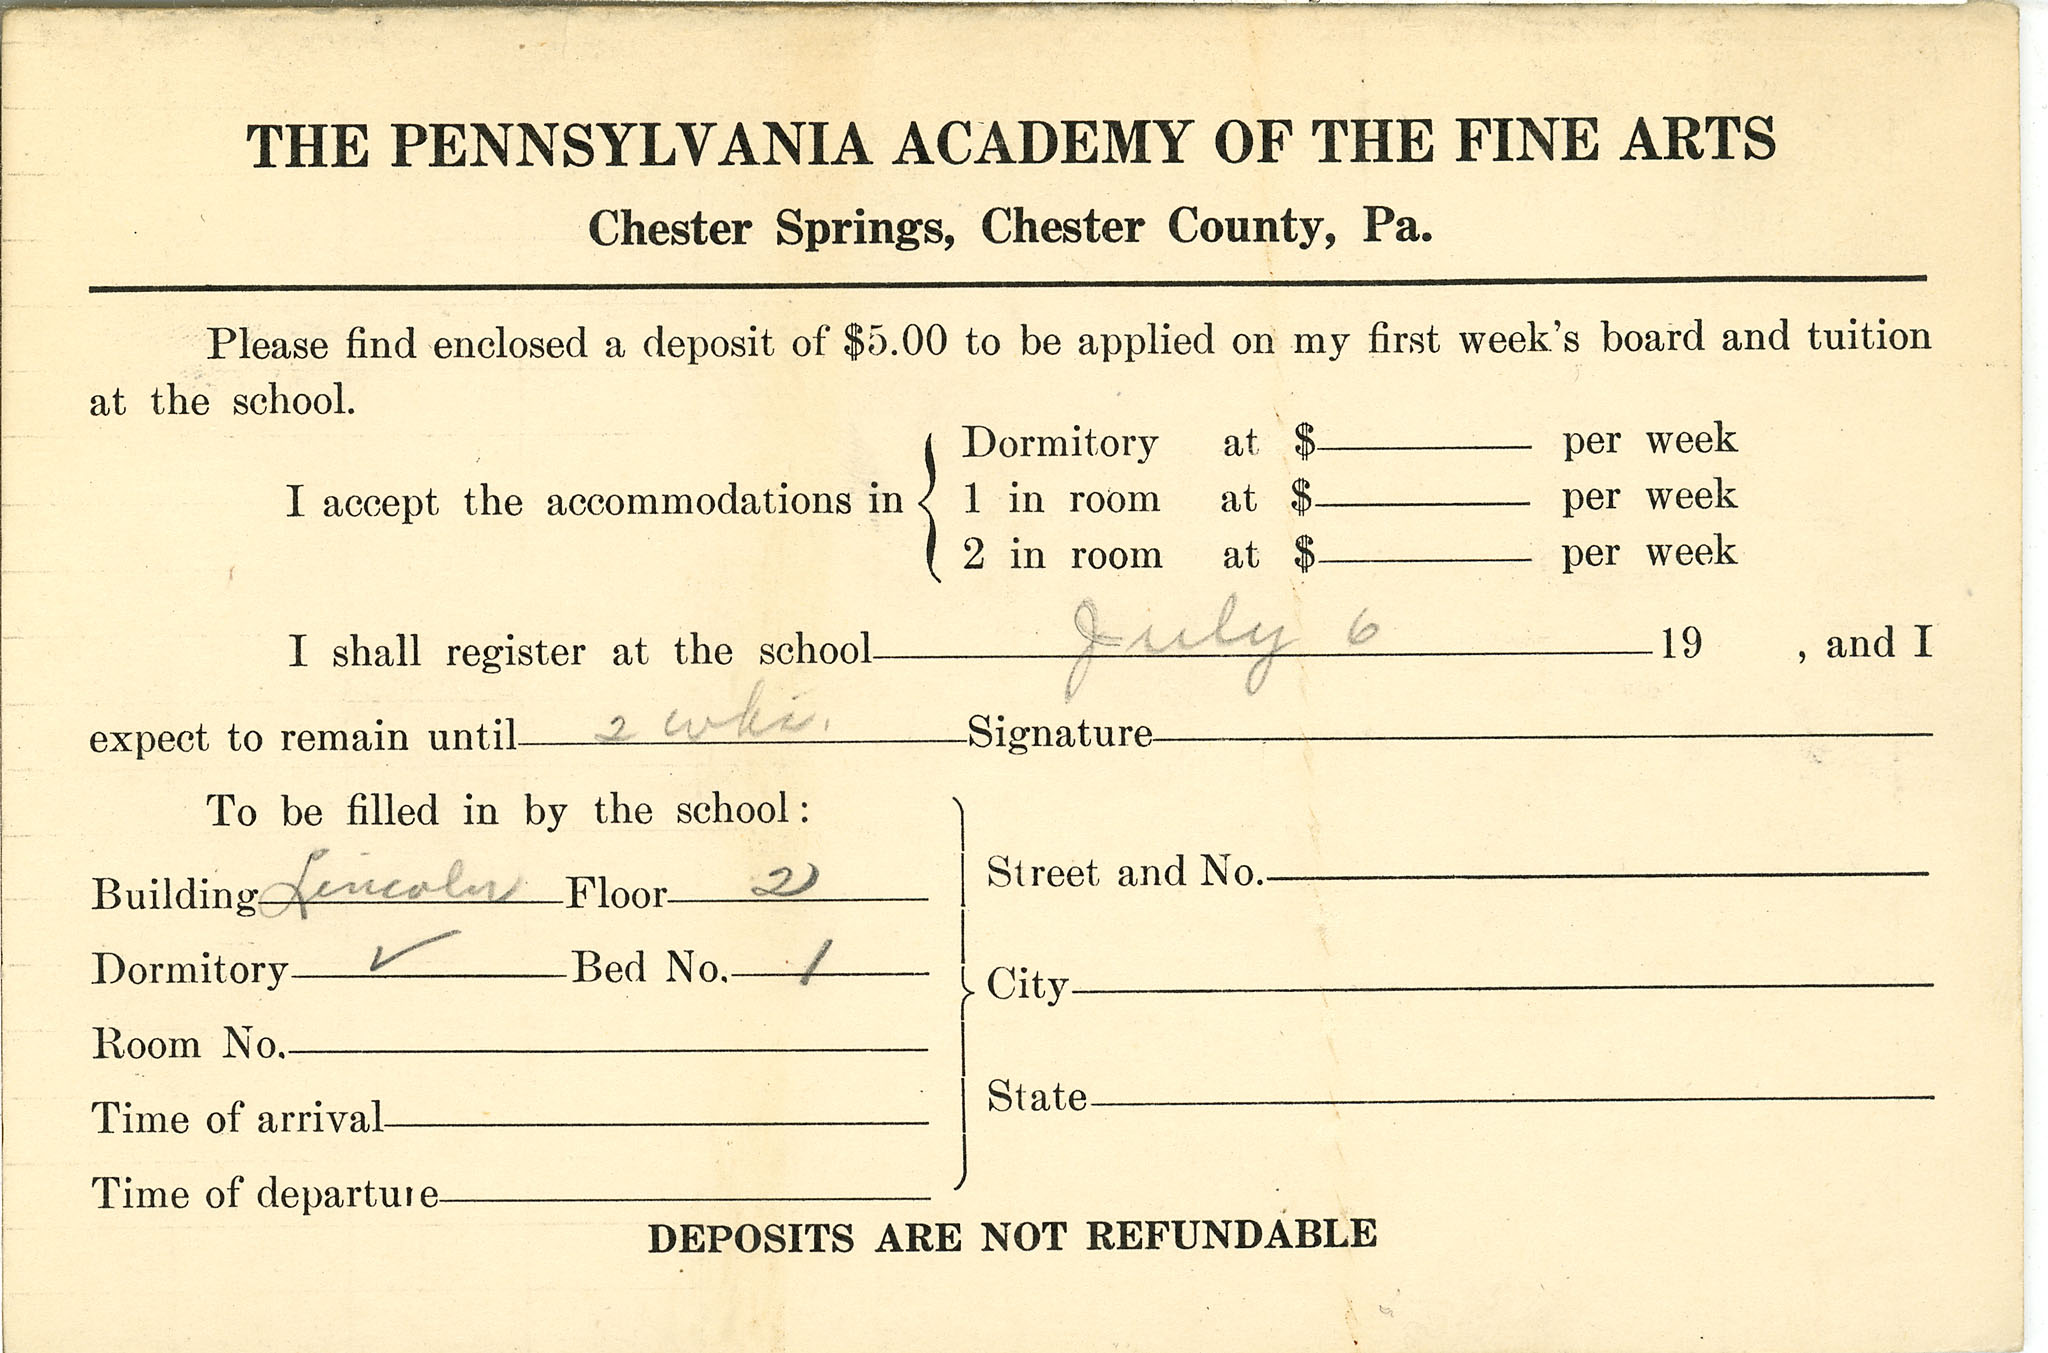 THE PENNSYLVANIA ACADEMY OF THE FINE ARTS
Chester Springs, Chester County, Pa.
Please find enclosed a deposit of $5.00 to be applied on my first week's board and tuition
at the school.
I accept the accommodations in
Dormitory at $ per week
1 in room at $ per week
2 in room at $ per week
I shall register at the school July 6 19 , and I
expect to remain until 2 wks. Signature
To be filled in by the school:
Building Lincoln Floor 2
Dormitory ✓ Bed No. 1
Room No.
Time of arrival
Time of departure
Street and No.
City
State
DEPOSITS ARE NOT REFUNDABLE